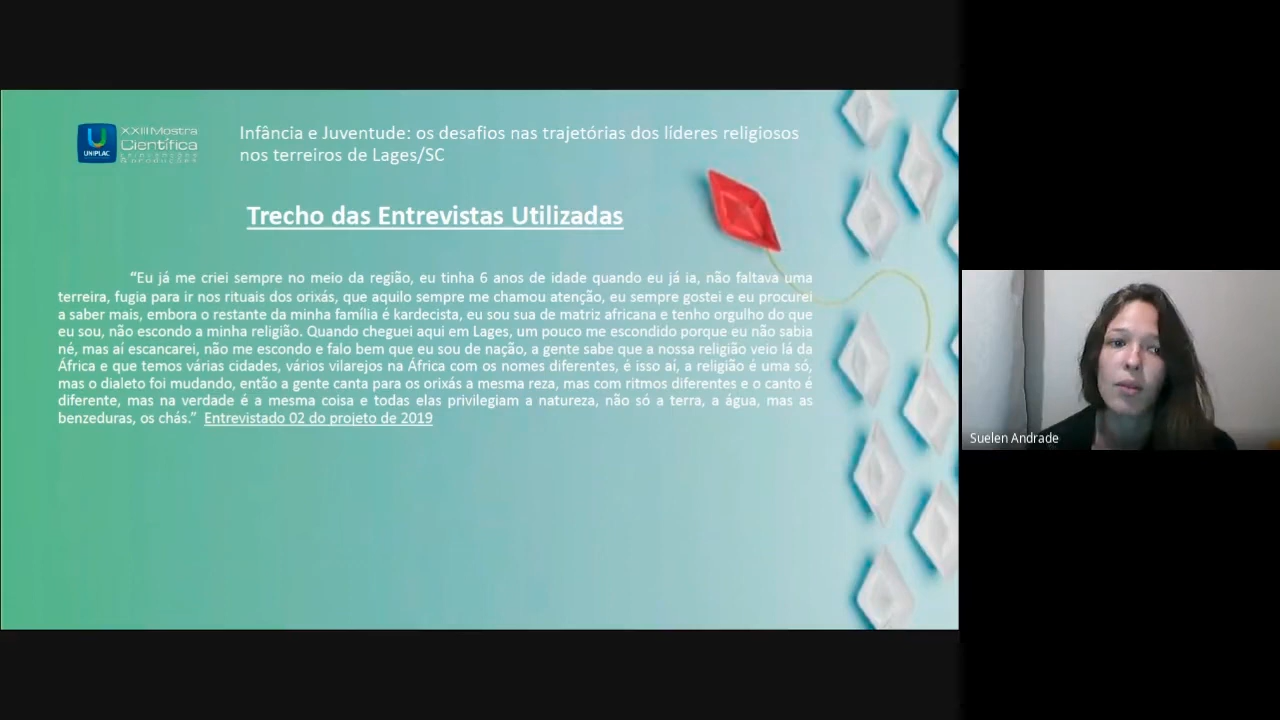 XXIII Mostra
Científica
UNIPLAC
Infância e Juventude: os desafios nas trajetórias dos líderes religiosos
nos terreiros de Lages/SC
Trecho das Entrevistas Utilizadas
“Eu já me criei sempre no meio da região, eu tinha 6 anos de idade quando eu já ia, não faltava uma
terreira, fugia para ir nos rituais dos orixás, que aquilo sempre me chamou atenção, eu sempre gostei e eu procurei
a saber mais, embora o restante da minha família é kardecista, eu sou sua de matriz africana e tenho orgulho do que
eu sou, não escondo a minha religião. Quando cheguei aqui em Lages, um pouco me escondido porque eu não sabia
né, mas aí escancarei, não me escondo e falo bem que eu sou de nação, a gente sabe que a nossa religião veio lá da
África e que temos várias cidades, vários vilarejos na África com os nomes diferentes, é isso aí, a religião é uma só,
mas o dialeto foi mudando, então a gente canta para os orixás a mesma reza, mas com ritmos diferentes e o canto é
diferente, mas na verdade é a mesma coisa e todas elas privilegiam a natureza, não só a terra, a água, mas as
benzeduras, os chás.” Entrevistado 02 do projeto de 2019
Suelen Andrade